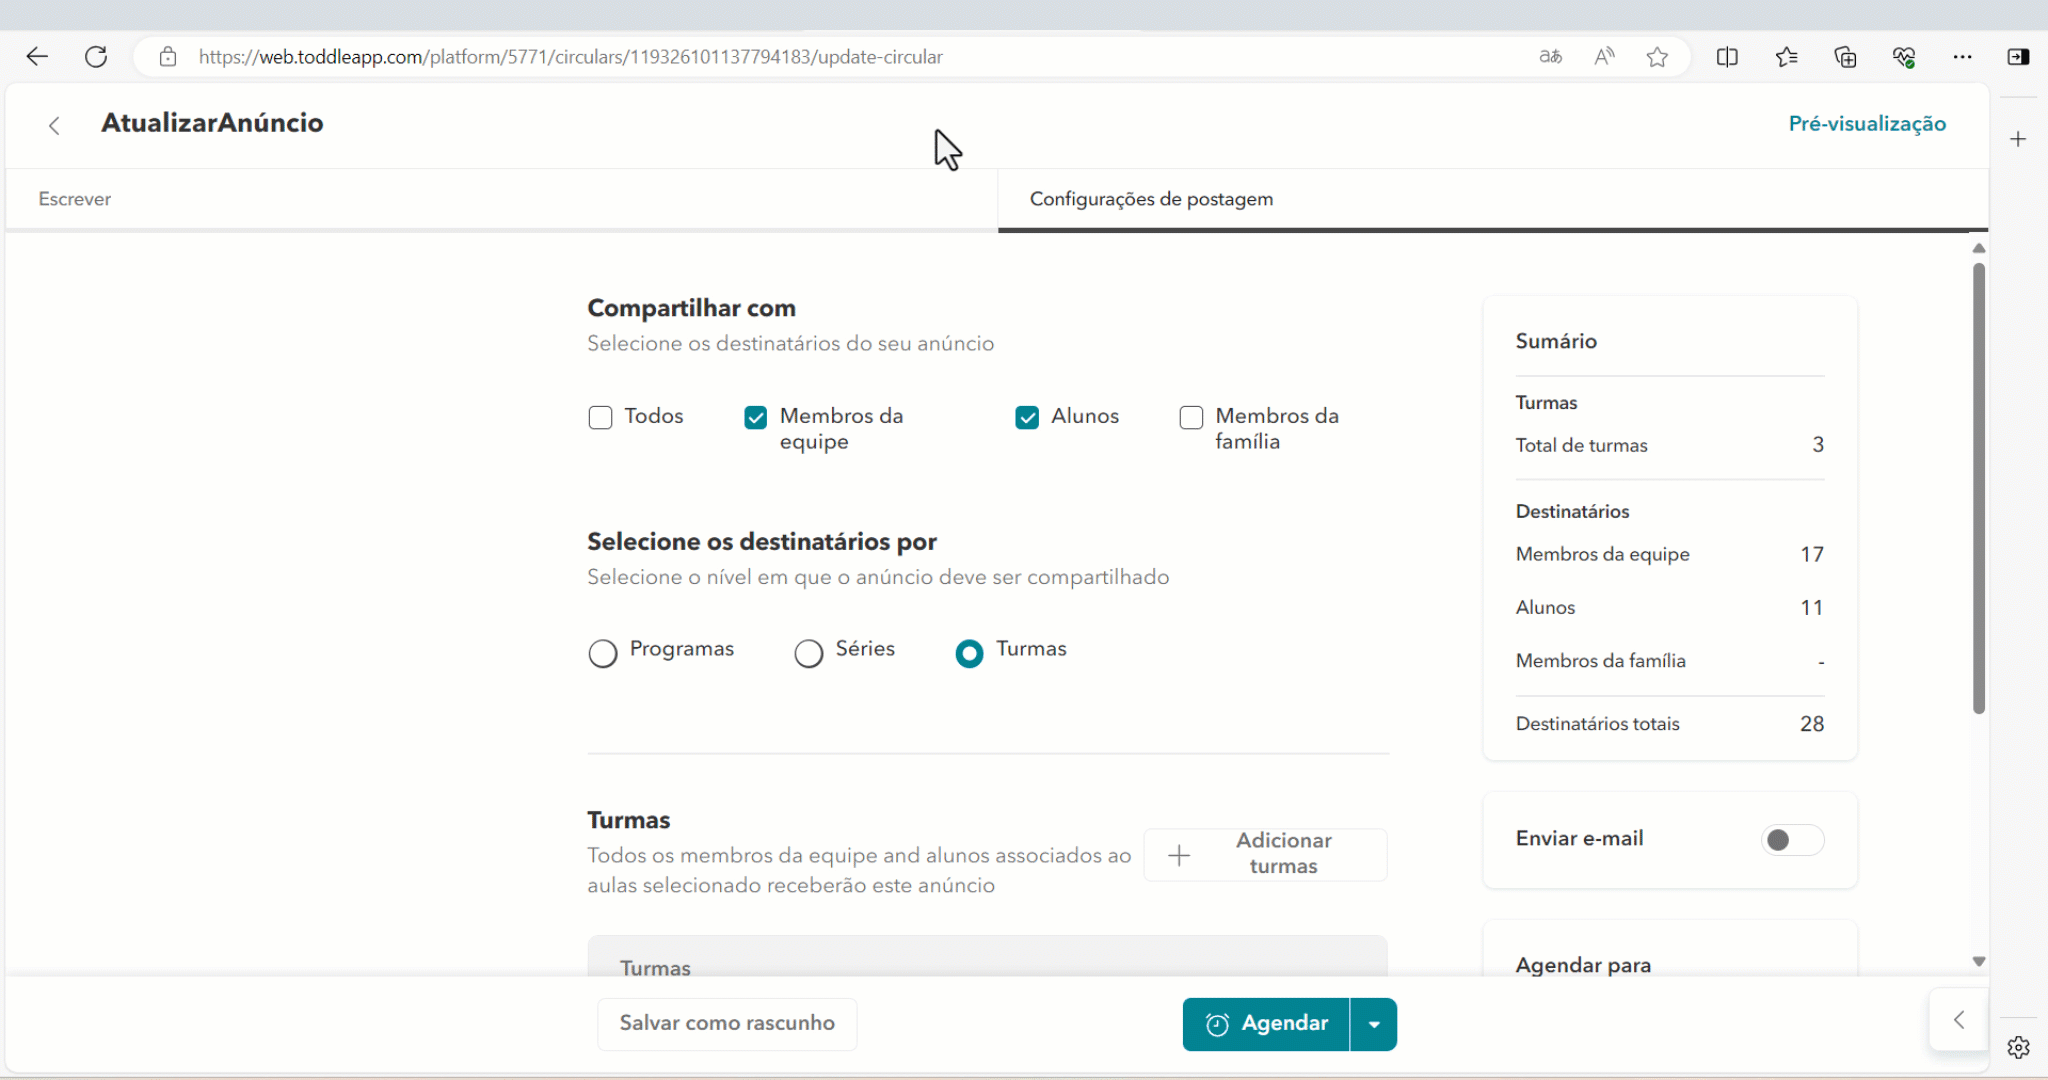 https://web.toddleapp.com/platform/5771/circulars/119326101137794183/update-circular
AtualizarAnúncio
Pré-visualização
Escrever
Configurações de postagem
Compartilhar com
Selecione os destinatários do seu anúncio
Todos
Membros da
equipe
Alunos
Membros da
família
Selecione os destinatários por
Selecione o nível em que o anúncio deve ser compartilhado
Programas
Séries
Turmas
Turmas
Todos os membros da equipe and alunos associados ao
aulas selecionado receberão este anúncio
Adicionar
turmas
Turmas
Sumário
Turmas
Total de turmas 3
Destinatários
Membros da equipe 17
Alunos 11
Membros da família -
Destinatários totais 28
Enviar e-mail
Agendar para
Salvar como rascunho
Agendar